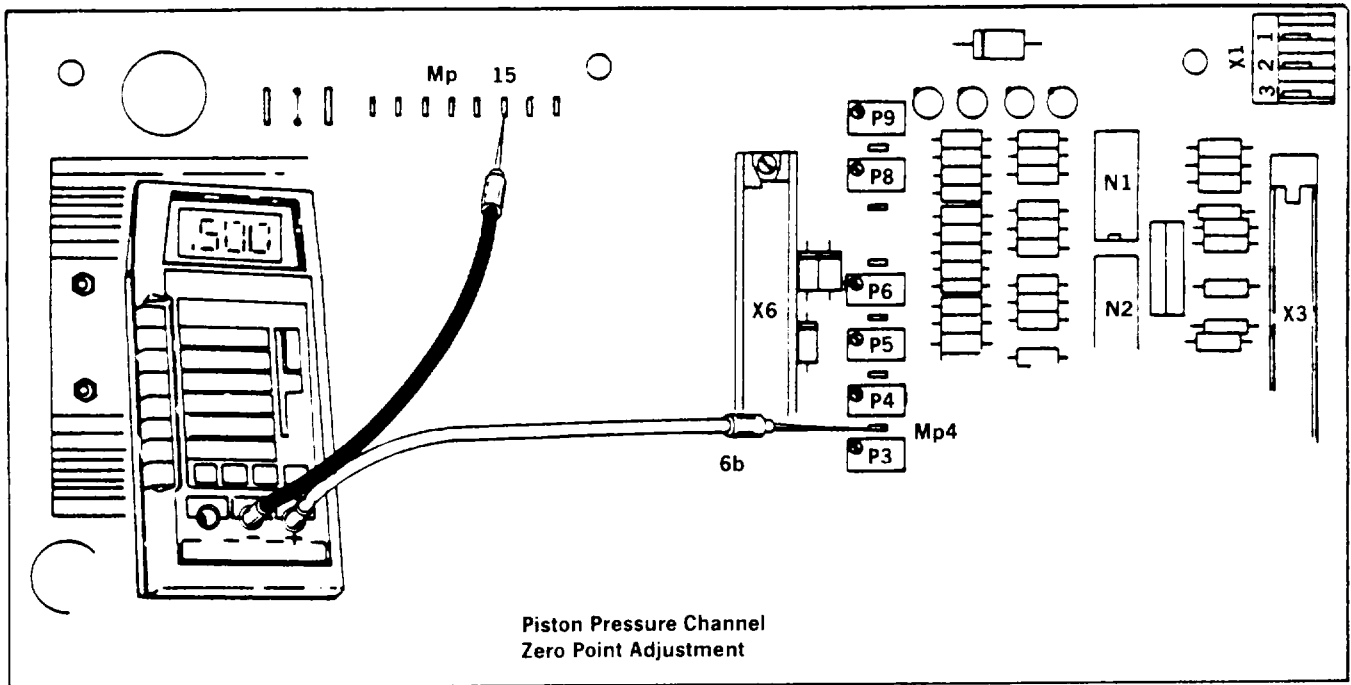 Mp 15
X1
1
2
3
P9
P8
N1
.500
P6
X6
N2
X3
P5
P4
Mp4
P3
6b
- +
Piston Pressure Channel
Zero Point Adjustment